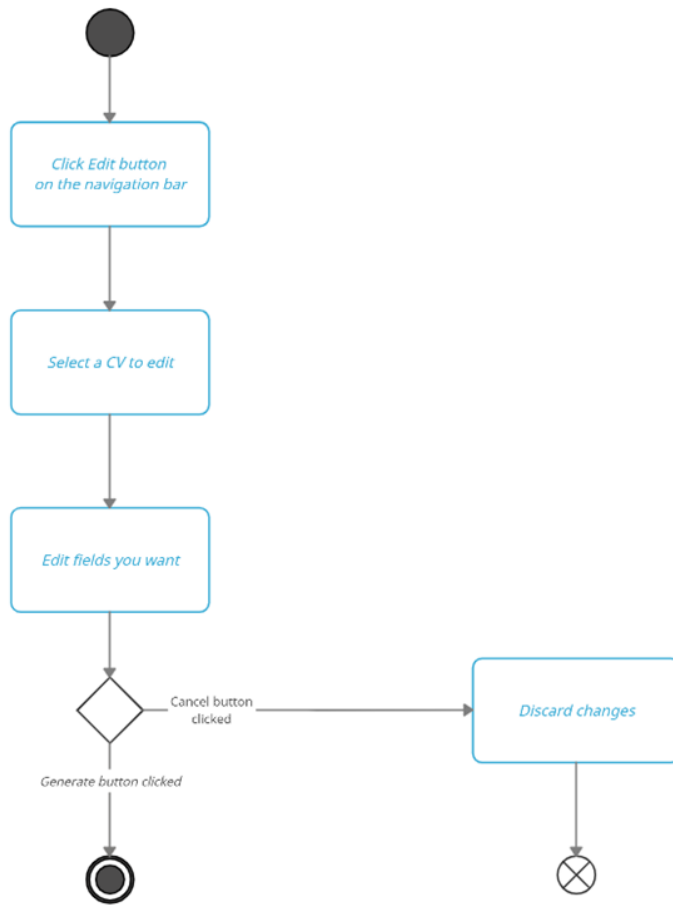 Click Edit button
on the navigation bar
Select a CV to edit
Edit fields you want
Cancel button
clicked
Discard changes
Generate button clicked